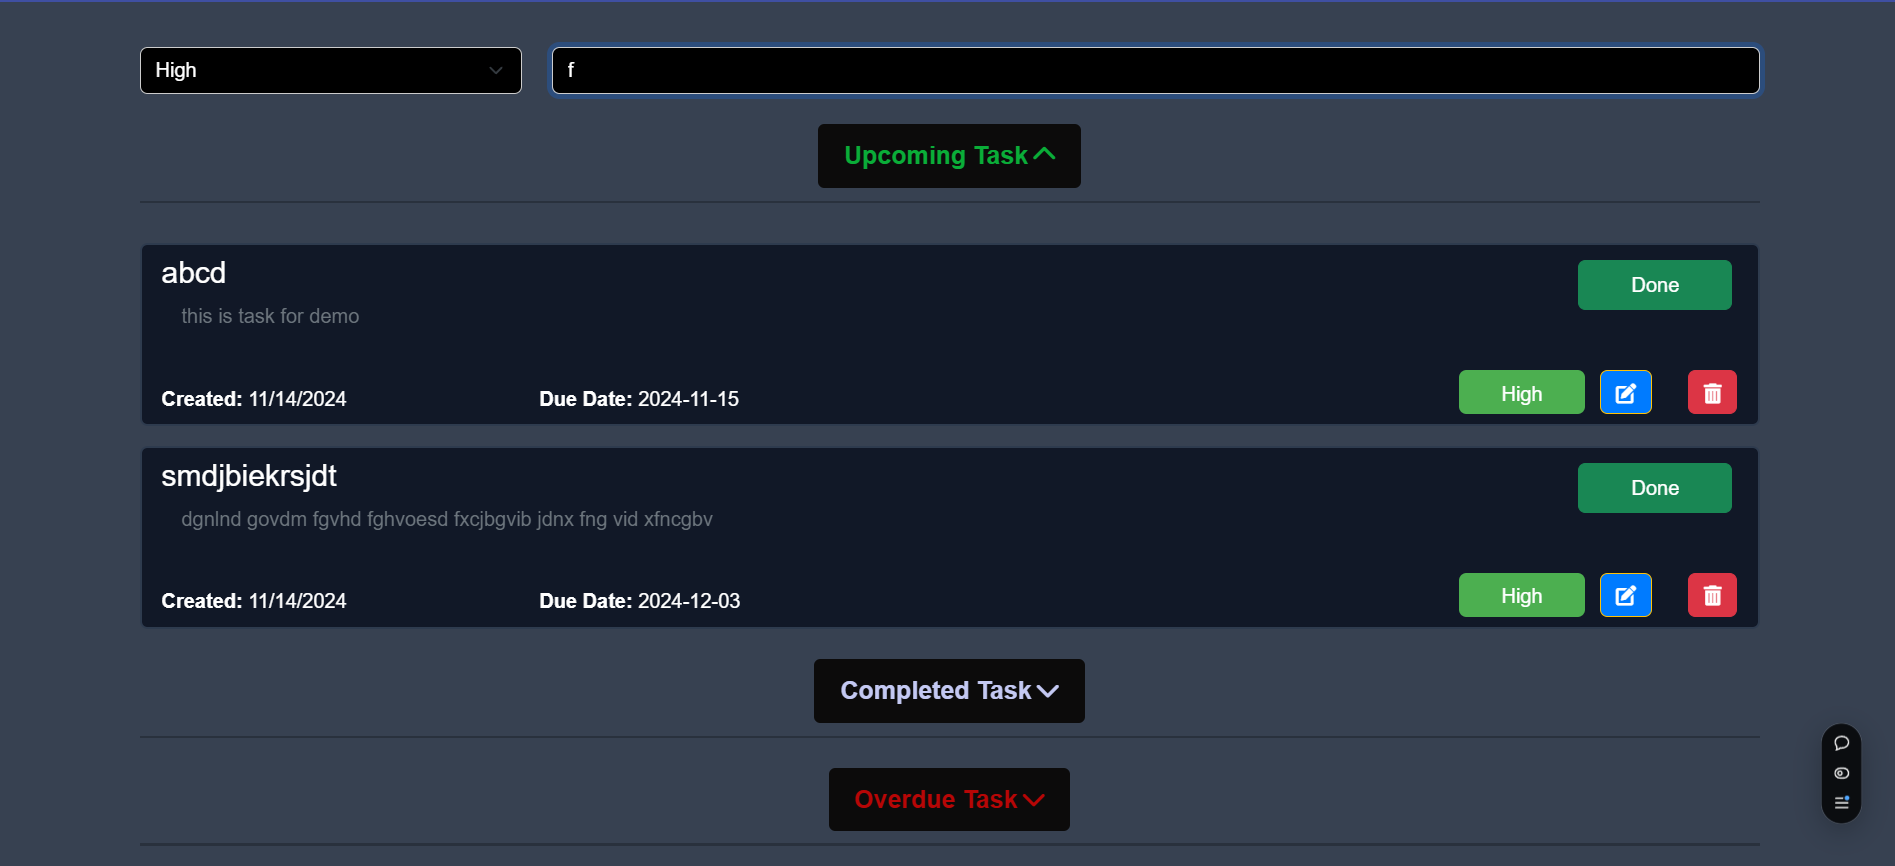 High
f
Upcoming Task
abcd
Done
this is task for demo
Created: 11/14/2024 Due Date: 2024-11-15 High
smdjbiekrsjdt
Done
dgnlnd govdm fgvhd fghvoesd fxcjbgvib jdnx fng vid xfncgbv
Created: 11/14/2024 Due Date: 2024-12-03 High
Completed Task
Overdue Task